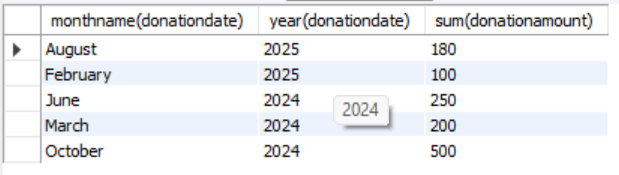 monthname(donationdate) year(donationdate) sum(donationamount)
August 2025 180
February 2025 100
June 2024 250
2024
March 2024 200
October 2024 500